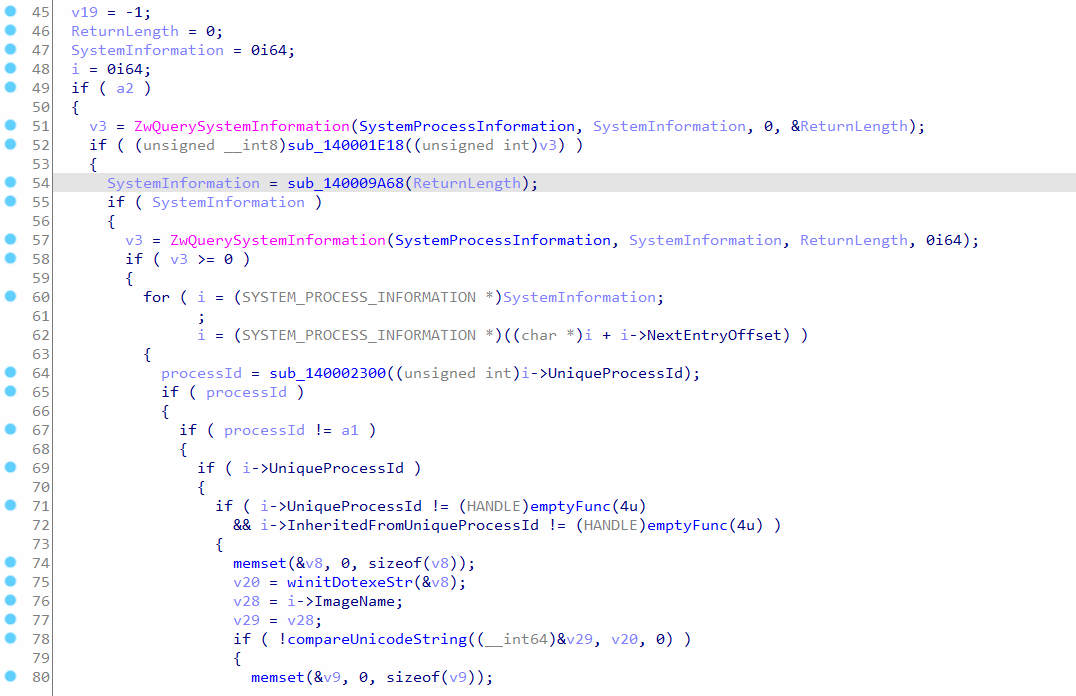 45 v19 = -1;
46 ReturnLength = 0;
47 SystemInformation = 0i64;
48 i = 0i64;
49 if ( a2 )
50 {
51 v3 = ZwQuerySystemInformation(SystemProcessInformation, SystemInformation, 0, &ReturnLength);
52 if ( (unsigned __int8)sub_140001E18((unsigned int)v3) )
53 {
54 SystemInformation = sub_140009A68(ReturnLength);
55 if ( SystemInformation )
56 {
57 v3 = ZwQuerySystemInformation(SystemProcessInformation, SystemInformation, ReturnLength, 0i64);
58 if ( v3 >= 0 )
59 {
60 for ( i = (SYSTEM_PROCESS_INFORMATION *)SystemInformation;
61 ;
62 i = (SYSTEM_PROCESS_INFORMATION *)((char *)i + i->NextEntryOffset) )
63 {
64 processId = sub_140002300((unsigned int)i->UniqueProcessId);
65 if ( processId )
66 {
67 if ( processId != a1 )
68 {
69 if ( i->UniqueProcessId )
70 {
71 if ( i->UniqueProcessId != (HANDLE)emptyFunc(4u)
72 && i->InheritedFromUniqueProcessId != (HANDLE)emptyFunc(4u) )
73 {
74 memset(&v8, 0, sizeof(v8));
75 v20 = winitDotexeStr(&v8);
76 v28 = i->ImageName;
77 v29 = v28;
78 if ( !compareUnicodeString((__int64)&v29, v20, 0) )
79 {
80 memset(&v9, 0, sizeof(v9));